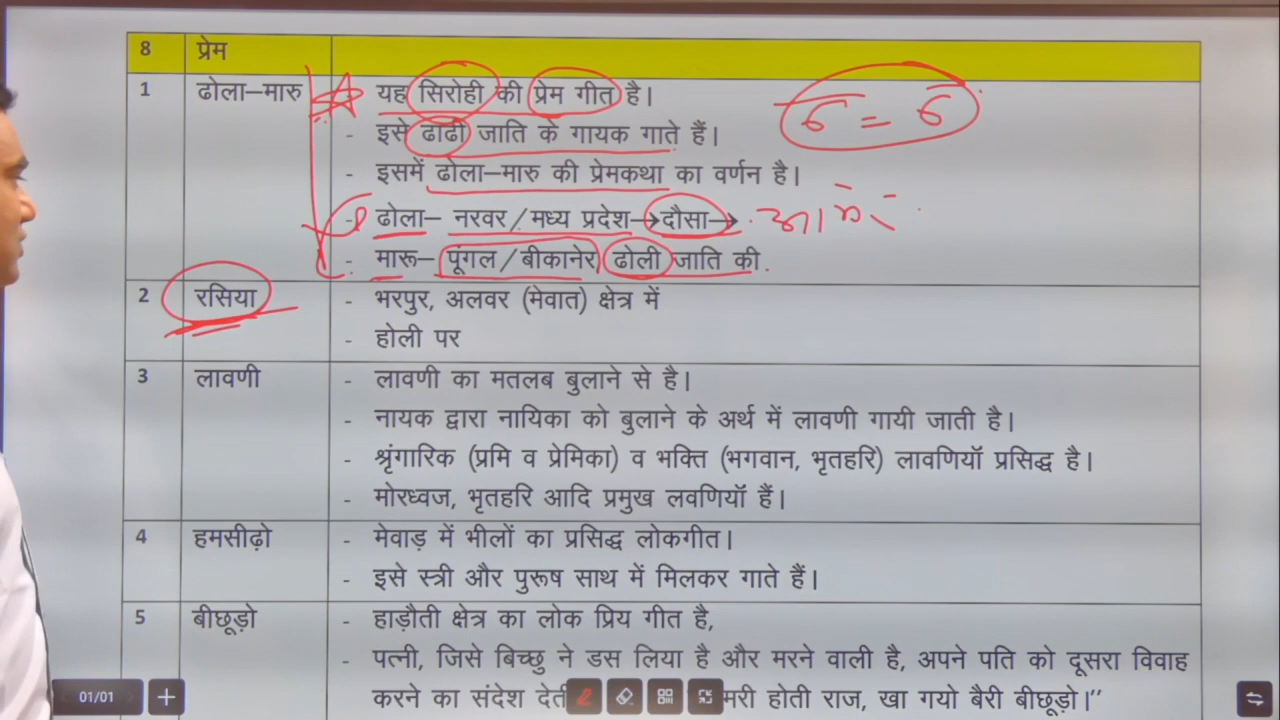 8 प्रेम
1 ढोला–मारु यह सिरोही की प्रेम गीत है।
- इसे ढाढी जाति के गायक गाते हैं।
- इसमें ढोला–मारु की प्रेमकथा का वर्णन है।
- ढोला– नरवर/मध्य प्रदेश→दौसा→
- मारू– पूंगल/बीकानेर ढोली जाति की.
2 रसिया - भरपुर, अलवर (मेवात) क्षेत्र में
- होली पर
3 लावणी - लावणी का मतलब बुलाने से है।
- नायक द्वारा नायिका को बुलाने के अर्थ में लावणी गायी जाती है।
- श्रृंगारिक (प्रमि व प्रेमिका) व भक्ति (भगवान, भृतहरि) लावणियॉ प्रसिद्ध है।
- मोरध्वज, भृतहरि आदि प्रमुख लवणियॉ हैं।
4 हमसीढ़ो - मेवाड़ में भीलों का प्रसिद्ध लोकगीत।
- इसे स्त्री और पुरूष साथ में मिलकर गाते हैं।
5 बीछूड़ो - हाड़ौती क्षेत्र का लोक प्रिय गीत है,
- पत्नी, जिसे बिच्छु ने डस लिया है और मरने वाली है, अपने पति को दूसरा विवाह
करने का संदेश मरी होती राज, खा गयो बैरी बीछूड़ो।”
01/01